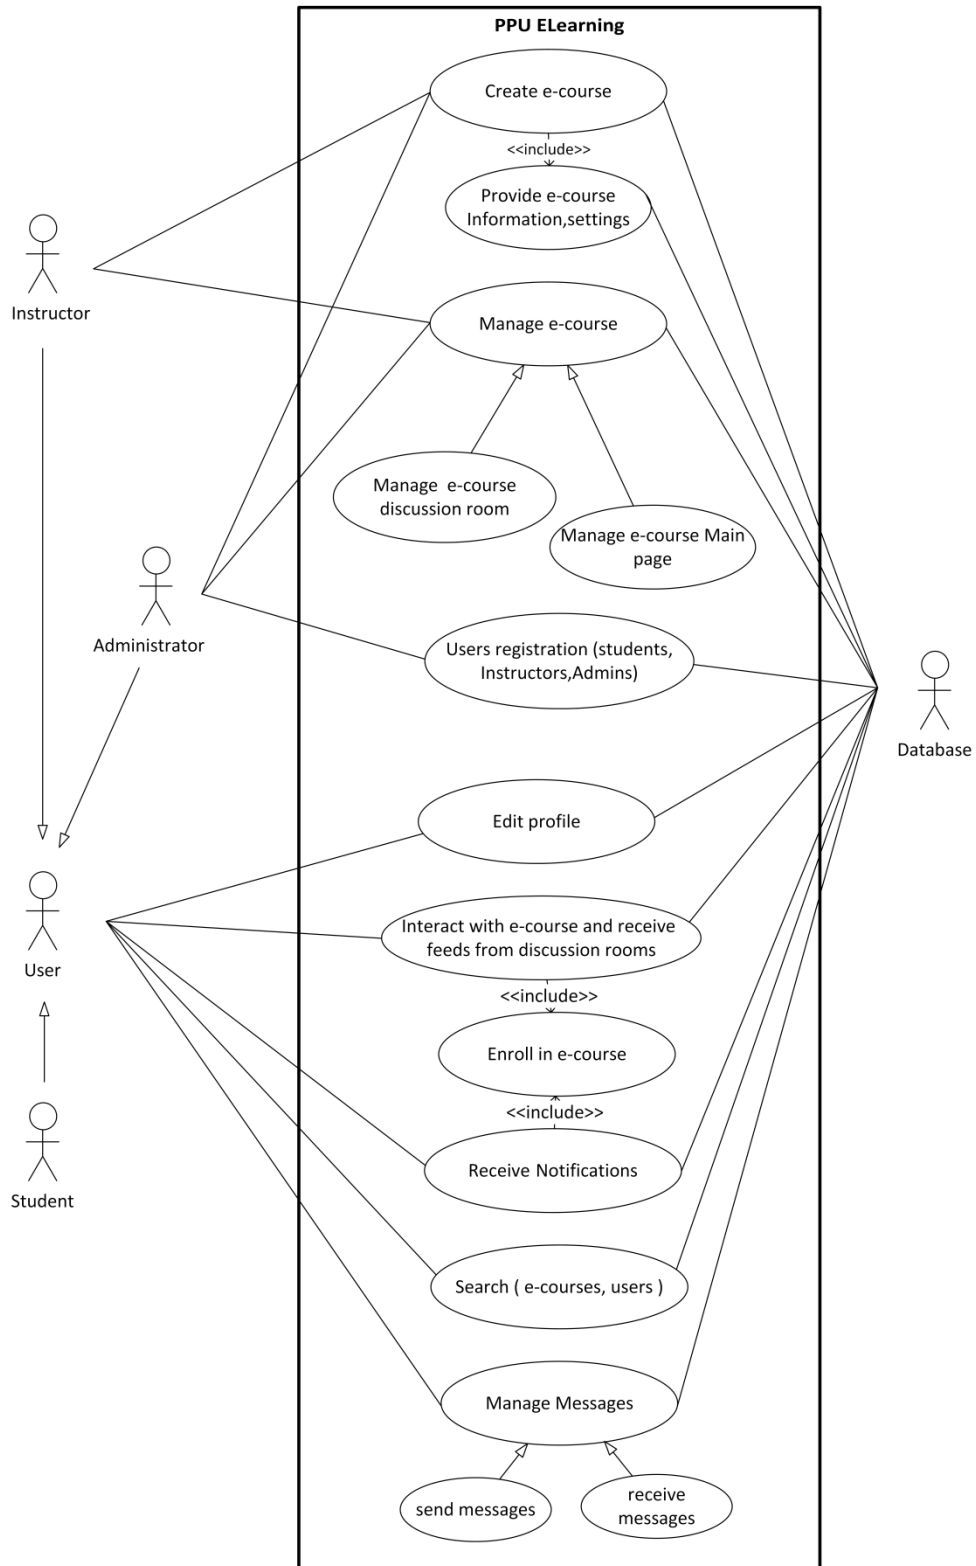 PPU ELearning
Create e-course
<<include>>
Provide e-course
Information,settings
Instructor
Manage e-course
Manage e-course
discussion room
Manage e-course Main
page
Administrator
Users registration (students,
Instructors,Admins)
Database
Edit profile
Interact with e-course and receive
feeds from discussion rooms
User
<<include>>
Enroll in e-course
<<include>>
Receive Notifications
Student
Search ( e-courses, users )
Manage Messages
send messages
receive
messages